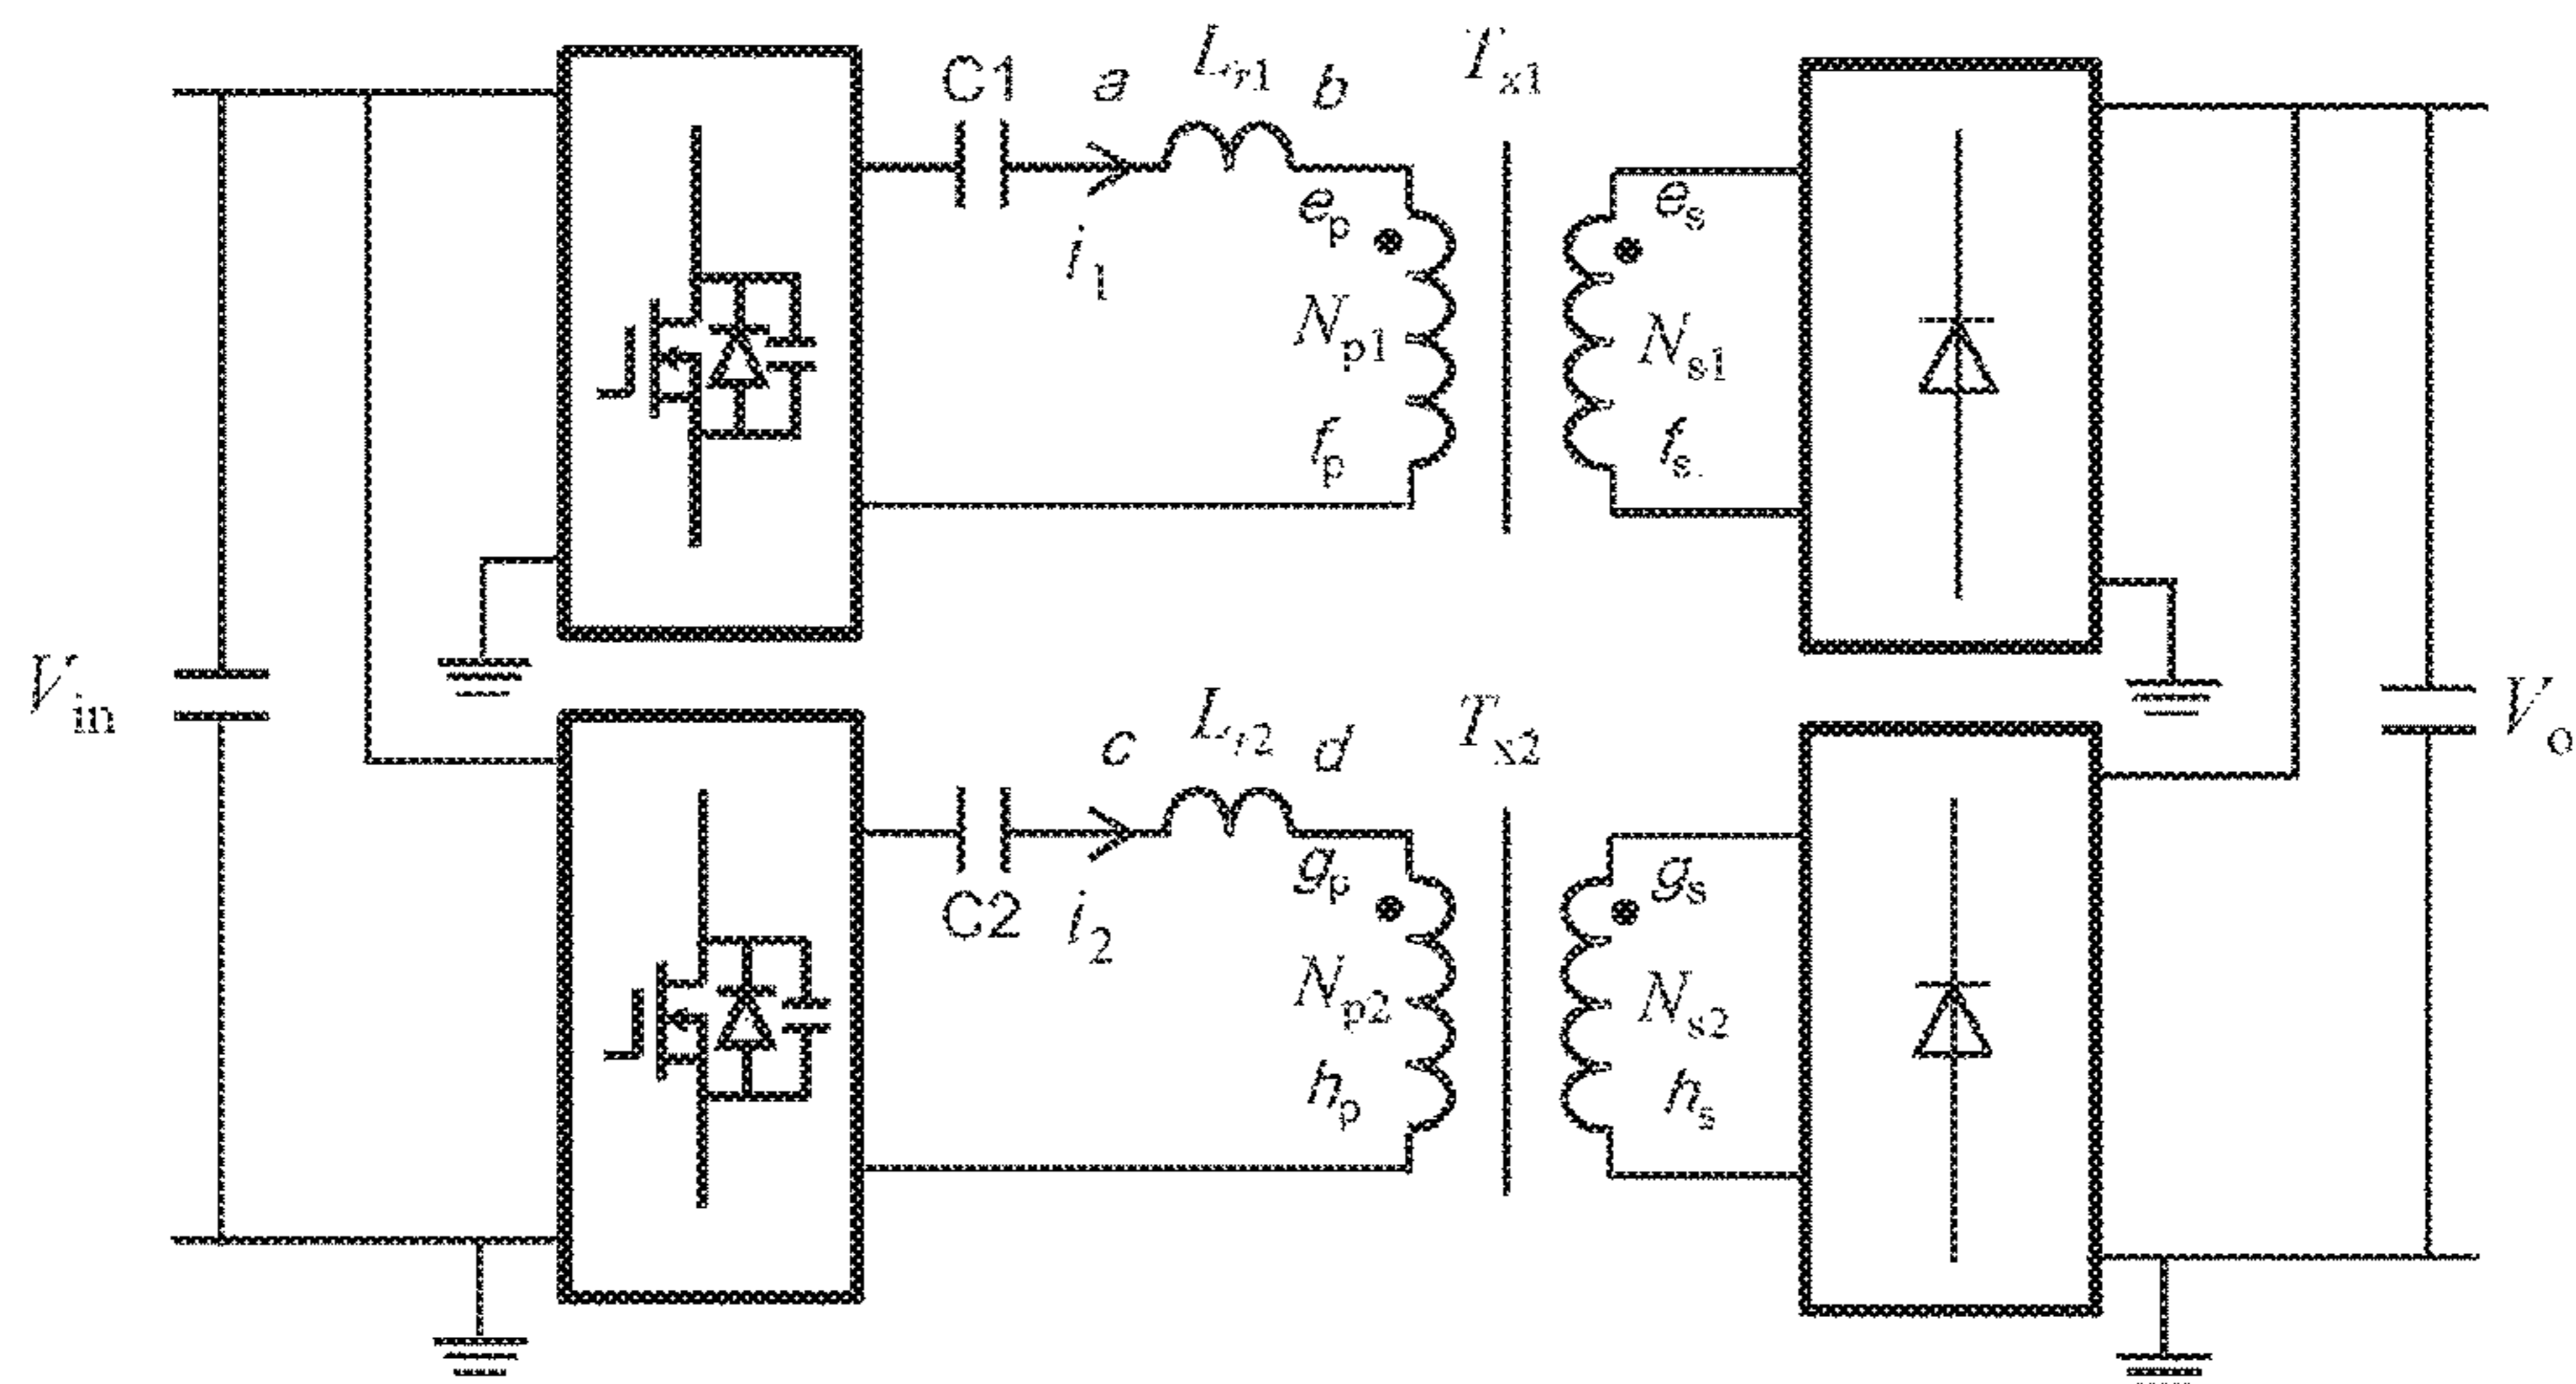 C1 a Lr1 b Tx1
i1 ep Np1 fp
es Ns1 fs
Vin
Vo
c Lr2 d Tx2
C2 i2 gp Np2 hp
gs Ns2 hs